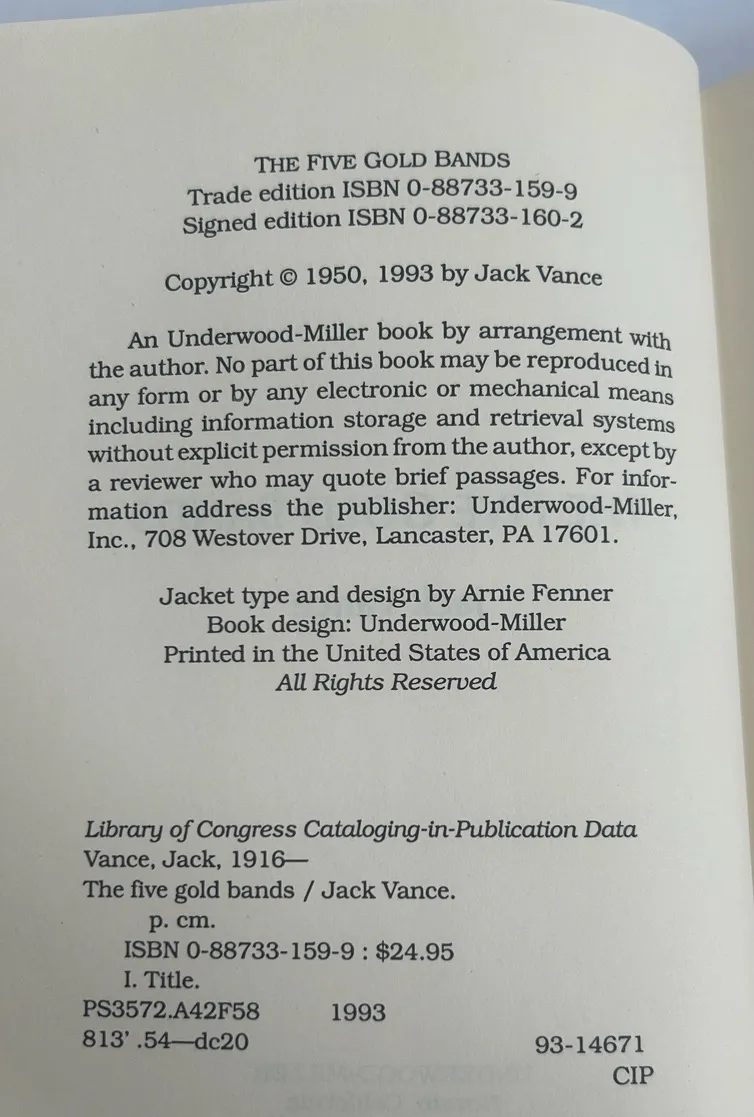 THE FIVE GOLD BANDS
Trade edition ISBN 0-88733-159-9
Signed edition ISBN 0-88733-160-2
Copyright © 1950, 1993 by Jack Vance
An Underwood-Miller book by arrangement with
the author. No part of this book may be reproduced in
any form or by any electronic or mechanical means
including information storage and retrieval systems
without explicit permission from the author, except by
a reviewer who may quote brief passages. For infor-
mation address the publisher: Underwood-Miller,
Inc., 708 Westover Drive, Lancaster, PA 17601.
Jacket type and design by Arnie Fenner
Book design: Underwood-Miller
Printed in the United States of America
All Rights Reserved
Library of Congress Cataloging-in-Publication Data
Vance, Jack, 1916—
The five gold bands / Jack Vance.
p. cm.
ISBN 0-88733-159-9 : $24.95
I. Title.
PS3572.A42F58 1993
813' .54—dc20 93-14671
CIP